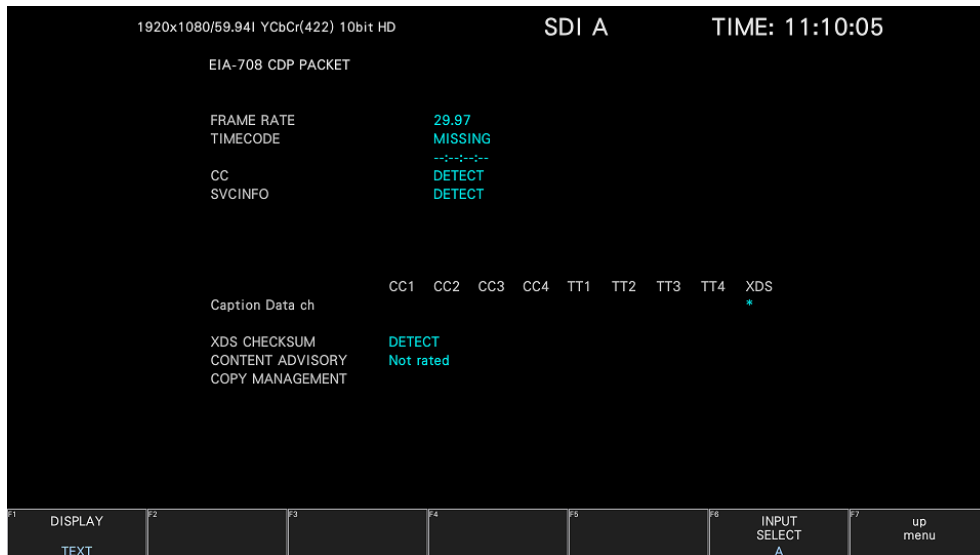 1920x1080/59.94I YCbCr(422) 10bit HD SDI A TIME: 11:10:05
EIA-708 CDP PACKET
FRAME RATE 29.97
TIMECODE MISSING
--:--:--:--
CC DETECT
SVCINFO DETECT
CC1 CC2 CC3 CC4 TT1 TT2 TT3 TT4 XDS
Caption Data ch *
XDS CHECKSUM DETECT
CONTENT ADVISORY Not rated
COPY MANAGEMENT
F1 DISPLAY TEXT
F2
F3
F4
F5
F6 INPUT SELECT A
F7 up menu